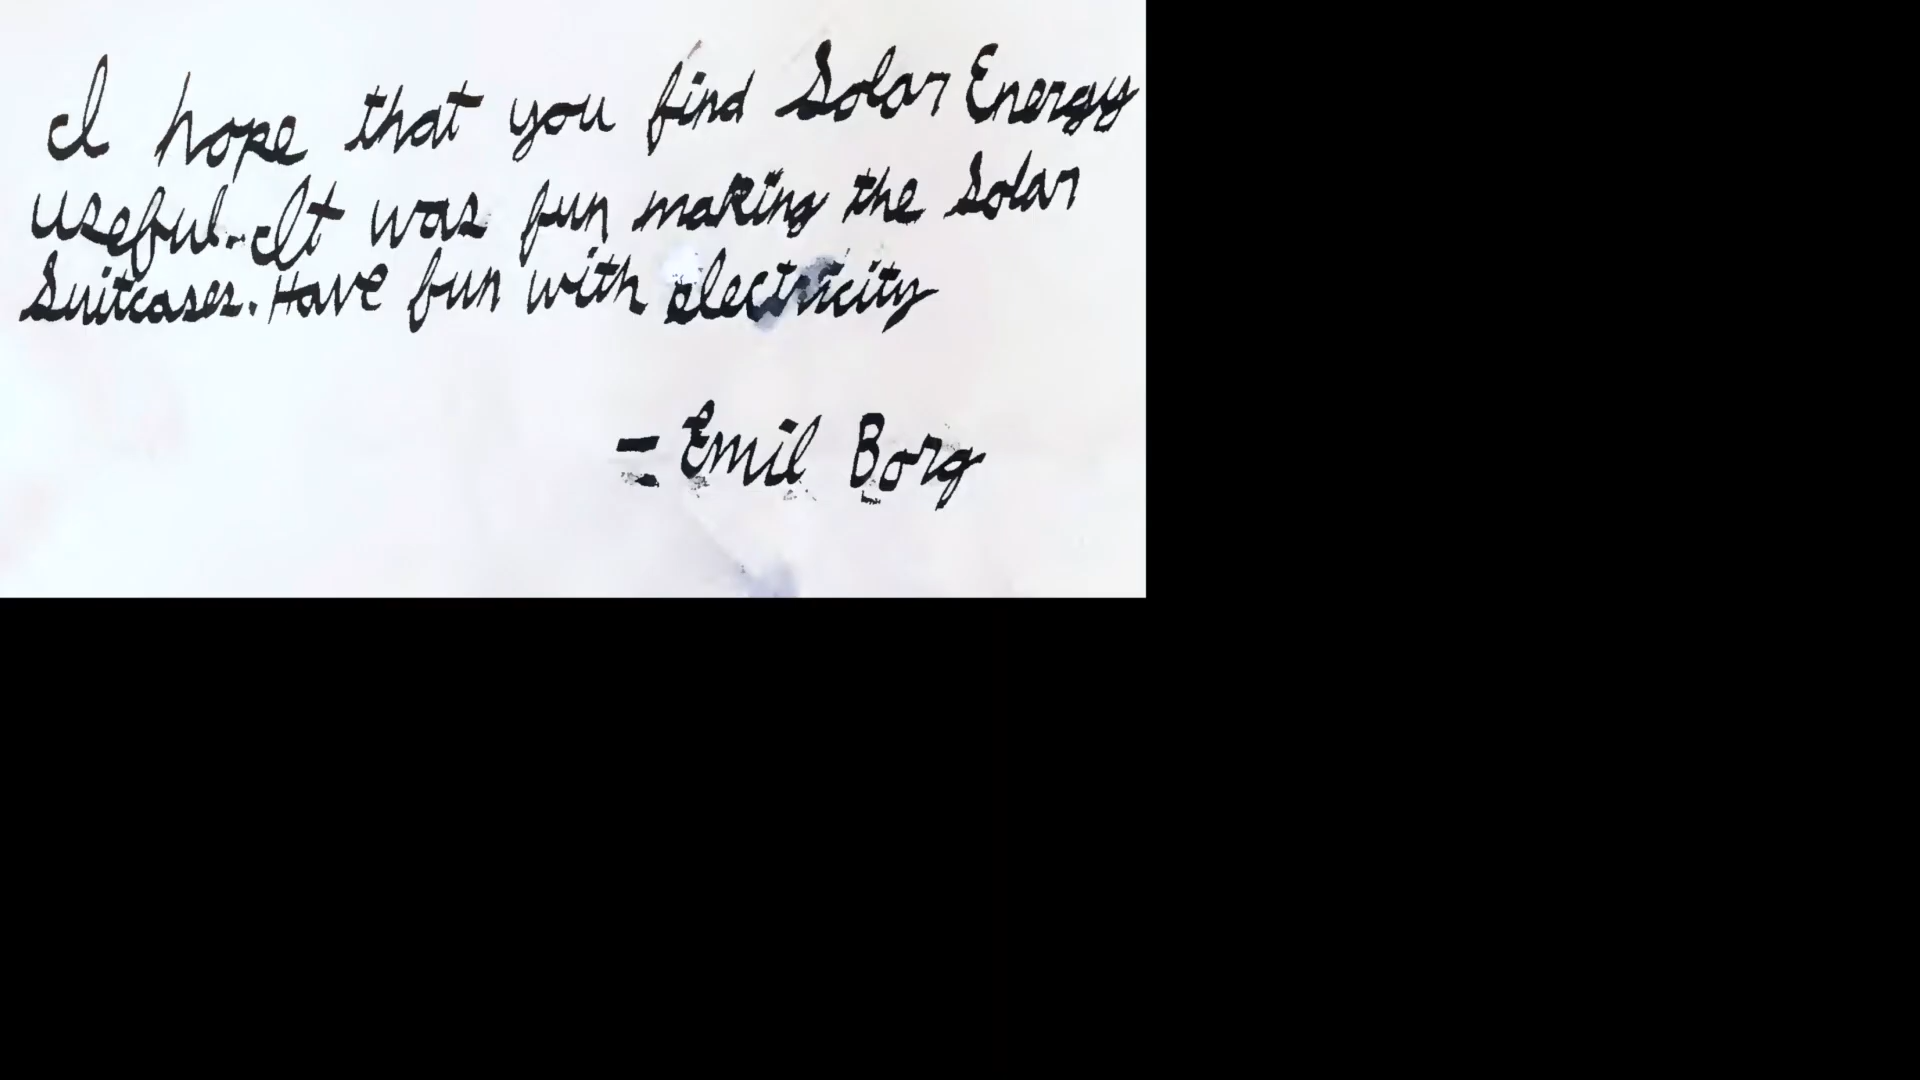 I hope that you find Solar Energy
useful. It was fun making the Solar
Suitcases. Have fun with electricity
- Emil Borg